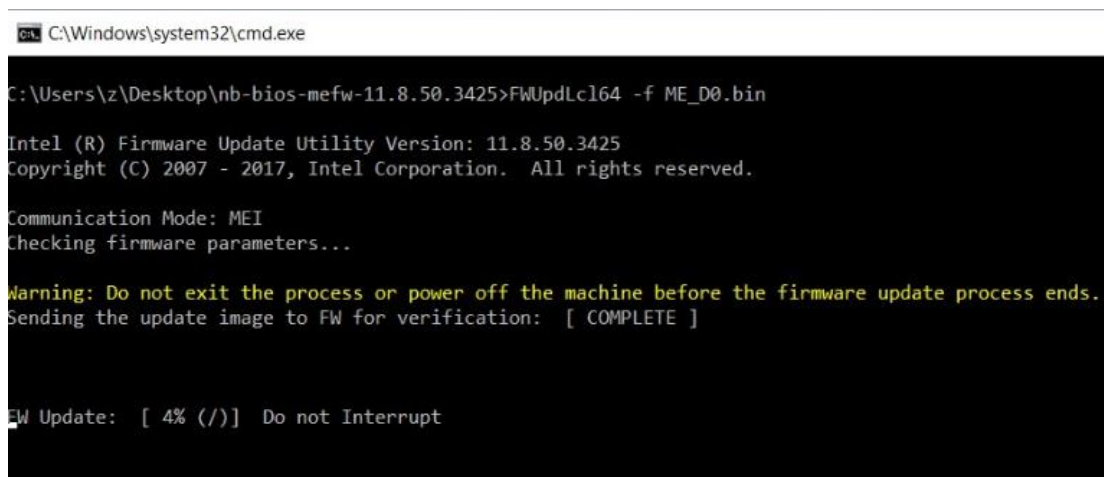 C:\Windows\system32\cmd.exe
C:\Users\z\Desktop\nb-bios-mefw-11.8.50.3425>FWUpdLcl64 -f ME_D0.bin
Intel (R) Firmware Update Utility Version: 11.8.50.3425
Copyright (C) 2007 - 2017, Intel Corporation.  All rights reserved.
Communication Mode: MEI
Checking firmware parameters...
Warning: Do not exit the process or power off the machine before the firmware update process ends.
Sending the update image to FW for verification:  [ COMPLETE ]
FW Update:  [ 4% (/)]  Do not Interrupt